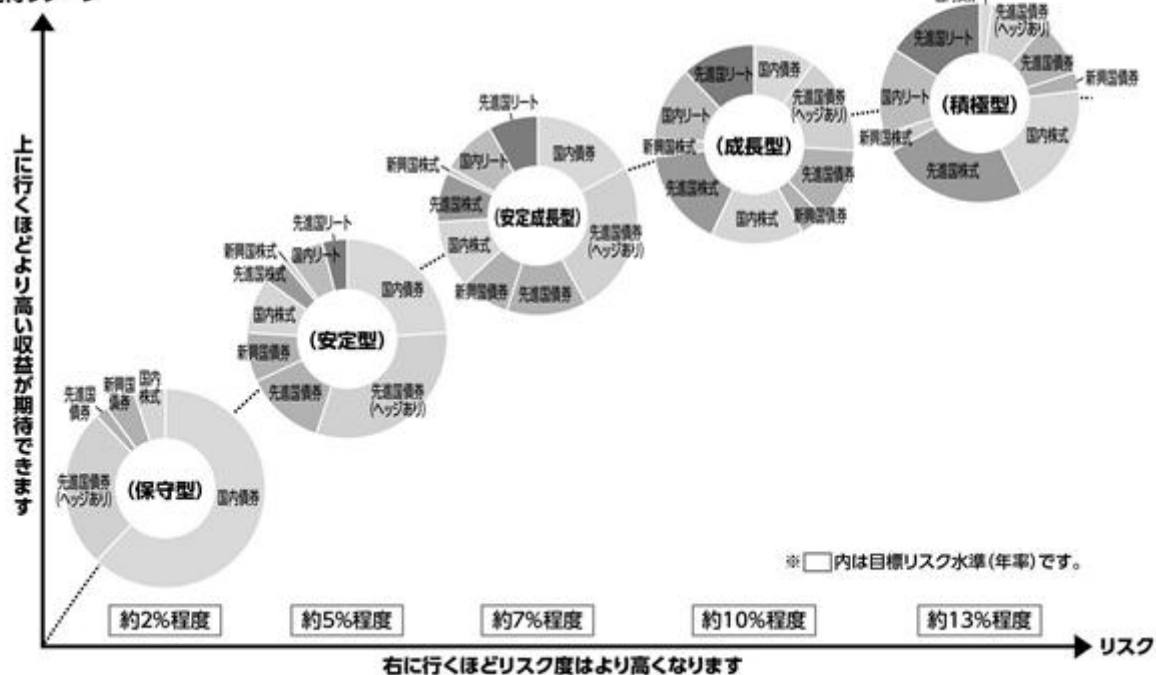 上に行くほどより高い収益が期待できます
先進国
債券
新興国
債券
国内
株式
先進国債券
(ヘッジあり)
(保守型)
国内債券
先進国リート
新興国株式
国内リート
先進国株式
国内債券
国内株式
(安定型)
新興国債券
先進国債券
先進国債券
(ヘッジあり)
先進国リート
国内債券
新興国株式
国内リート
先進国株式
(安定成長型)
国内株式
先進国債券
(ヘッジあり)
新興国債券
先進国債券
先進国リート
国内債券
国内リート
先進国債券
(ヘッジあり)
新興国株式
(成長型)
先進国株式
先進国債券
国内株式
新興国債券
先進国債券
(ヘッジあり)
先進国リート
先進国債券
新興国債券
国内リート
(積極型)
新興国株式
国内株式
先進国株式
※ 内は目標リスク水準(年率)です。
約2%程度
約5%程度
約7%程度
約10%程度
約13%程度
リスク
右に行くほどリスク度はより高くなります